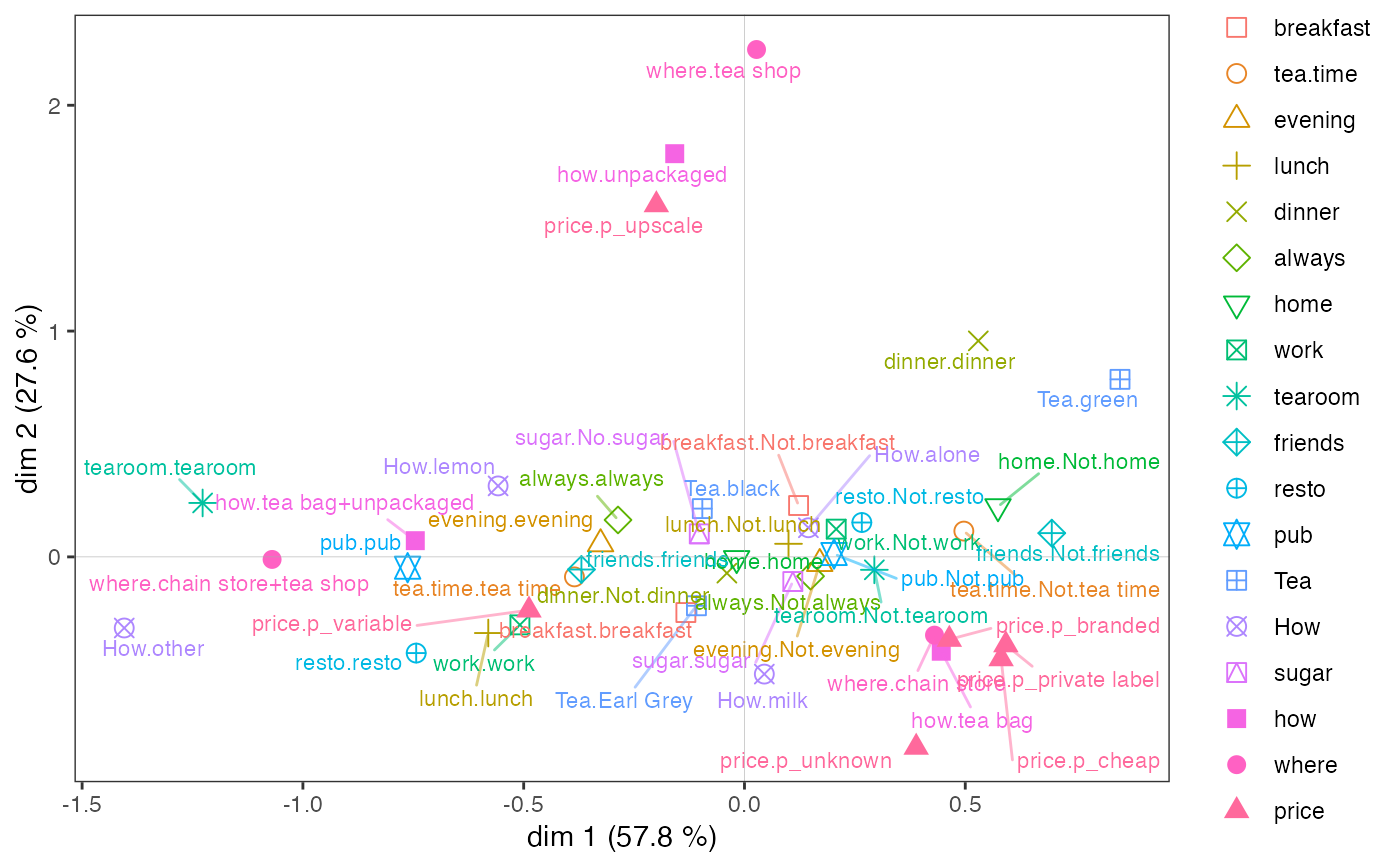 where.tea shop
how.unpackaged
price.p_upscale
dinner.dinner
Tea.green
sugar.No.sugar
breakfast.Not.breakfast
How.alone
home.Not.home
tearoom.tearoom
How.lemon
always.always
Tea.black
resto.Not.resto
how.tea bag+unpackaged
evening.evening
lunch.Not.lunch
pub.pub
work.Not.work
friends.Not.friends
where.chain store+tea shop
friends.friends
home.home
pub.Not.pub
tea.time.tea time
dinner.Not.dinner
always.Not.always
tea.time.Not.tea time
tearoom.Not.tearoom
price.p_variable
breakfast.breakfast
price.p_branded
How.other
resto.resto
work.work
sugar.sugar
evening.Not.evening
where.chain store
price.p_private label
lunch.lunch
Tea.Earl Grey
How.milk
how.tea bag
price.p_unknown
price.p_cheap
2
1
0
dim 2 (27.6 %)
-1.5
-1.0
-0.5
0.0
0.5
dim 1 (57.8 %)
breakfast
tea.time
evening
lunch
dinner
always
home
work
tearoom
friends
resto
pub
Tea
How
sugar
how
where
price